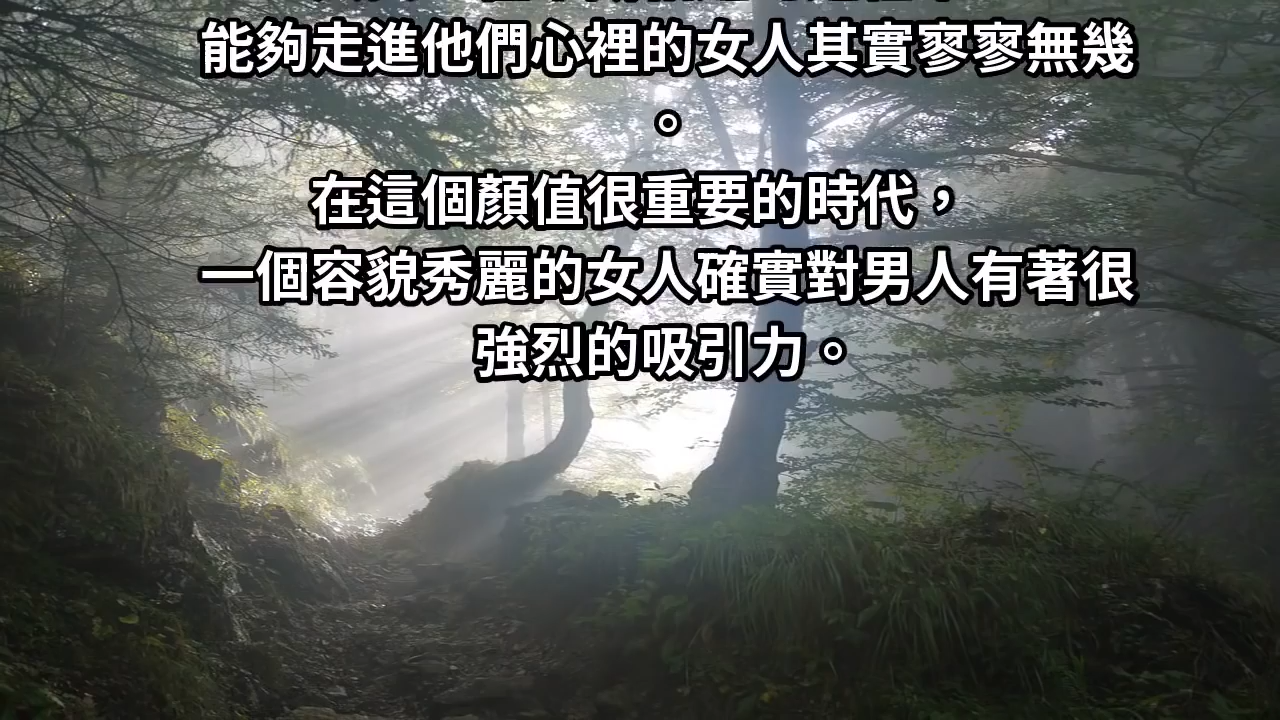 能夠走進他們心裡的女人其實寥寥無幾
。
在這個顏值很重要的時代，
一個容貌秀麗的女人確實對男人有著很
強烈的吸引力。